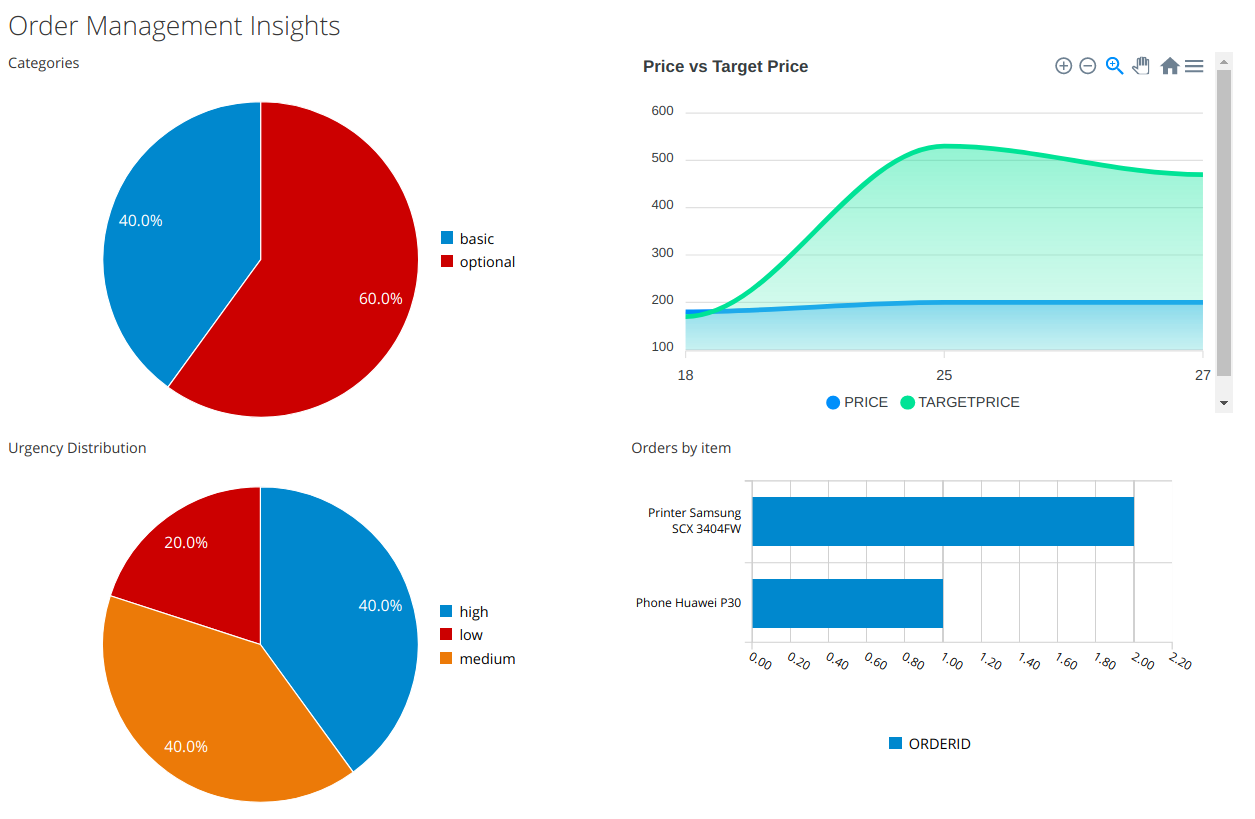 Order Management Insights
Categories
40.0%
60.0%
basic
optional
Price vs Target Price
600
500
400
300
200
100
18
25
27
PRICE
TARGETPRICE
Urgency Distribution
20.0%
40.0%
40.0%
high
low
medium
Orders by item
Printer Samsung
SCX 3404FW
Phone Huawei P30
0.00
0.20
0.40
0.60
0.80
1.00
1.20
1.40
1.60
1.80
2.00
2.20
ORDERID